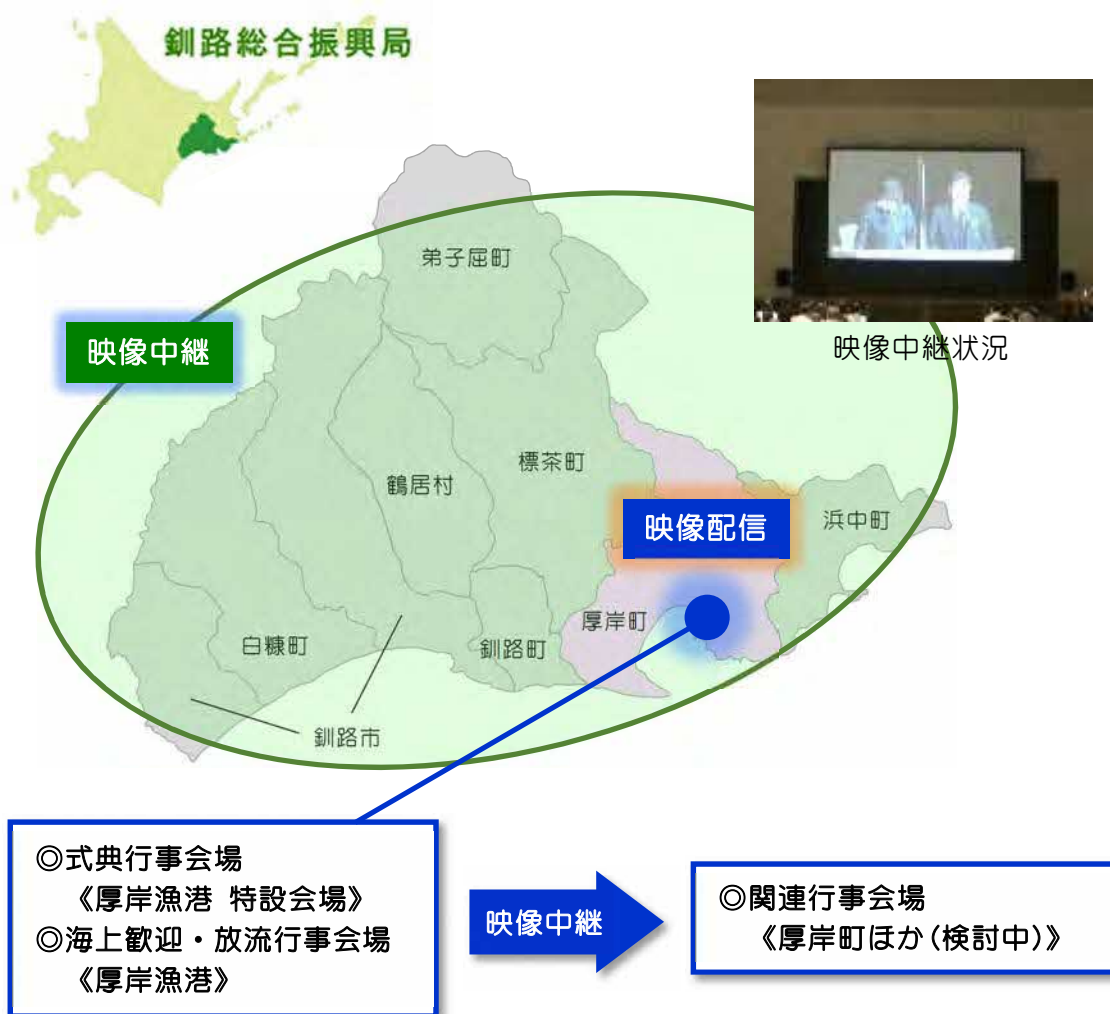 釧路総合振興局
弟子屈町
映像中継
映像中継状況
標茶町
鶴居村
映像配信
浜中町
厚岸町
白糠町
釧路町
釧路市
◎式典行事会場
《厚岸漁港 特設会場》
◎海上歓迎・放流行事会場
《厚岸漁港》
映像中継
◎関連行事会場
《厚岸町ほか(検討中)》